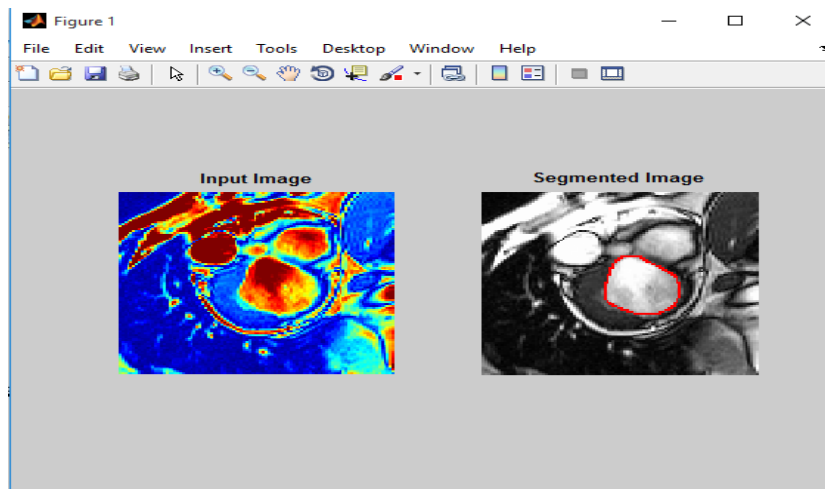 Figure 1
File Edit View Insert Tools Desktop Window Help
Input Image Segmented Image